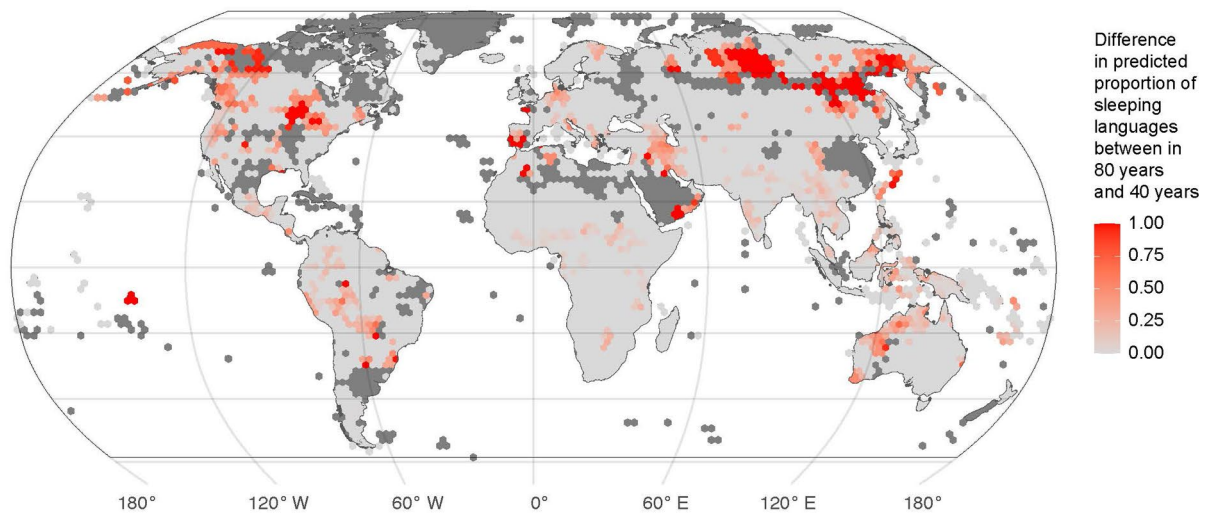 Difference
in predicted
proportion of
sleeping
languages
between in
80 years
and 40 years
1.00
0.75
0.50
0.25
0.00
180° 120° W 60° W 0° 60° E 120° E 180°